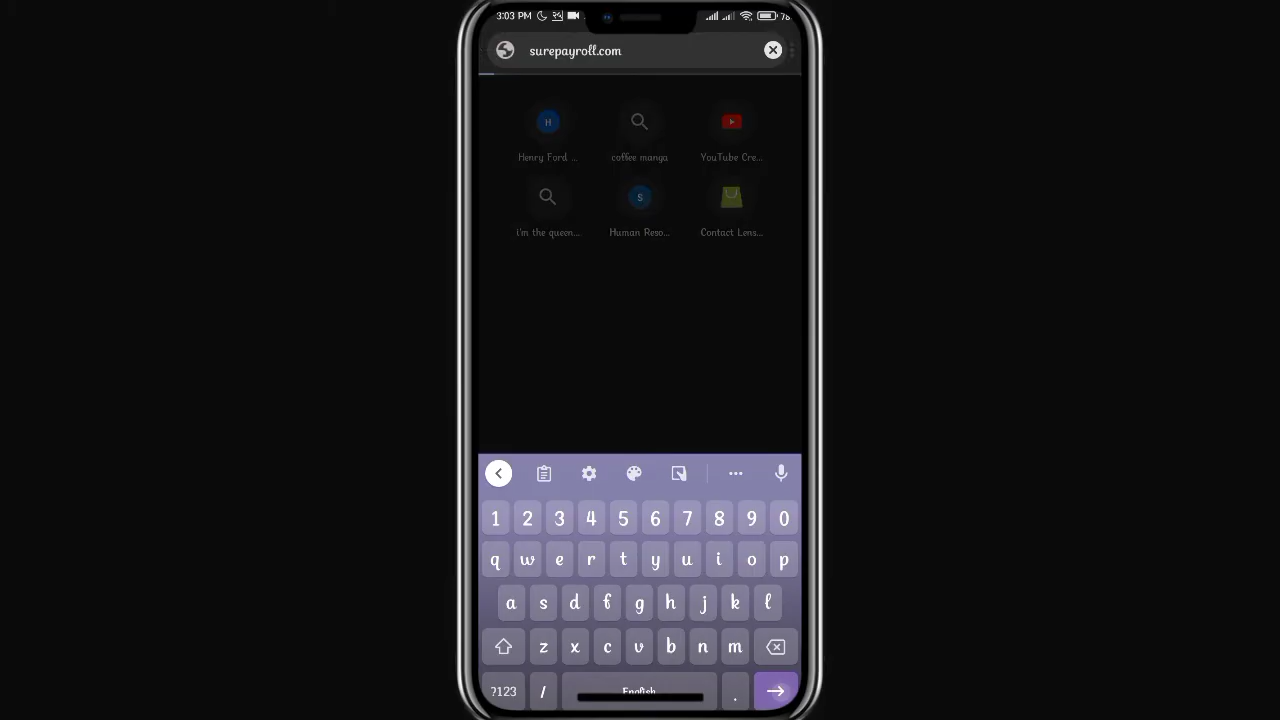 3:03 PM 78
surepayroll.com
H S
Henry Ford ... coffee manga YouTube Cre...
i'm the queen... Human Reso... Contact Lens...
1 2 3 4 5 6 7 8 9 0
q w e r t y u i o p
a s d f g h j k l
z x c v b n m
?123 / English .